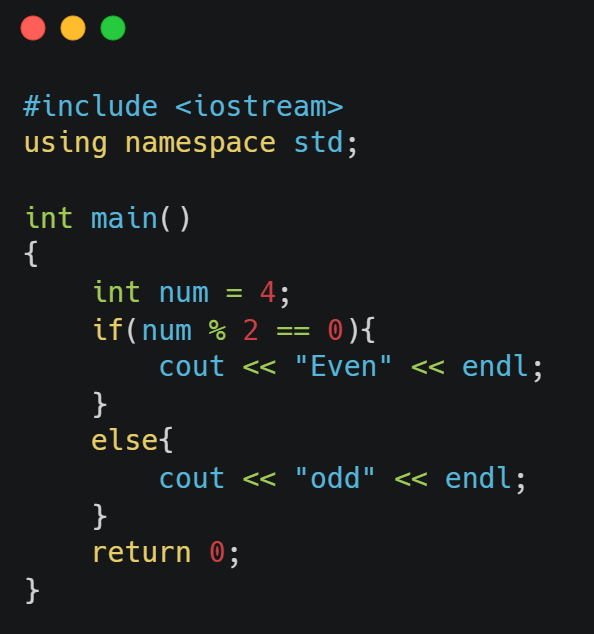 #include <iostream>
using namespace std;

int main()
{
    int num = 4;
    if(num % 2 == 0){
        cout << "Even" << endl;
    }
    else{
        cout << "odd" << endl;
    }
    return 0;
}